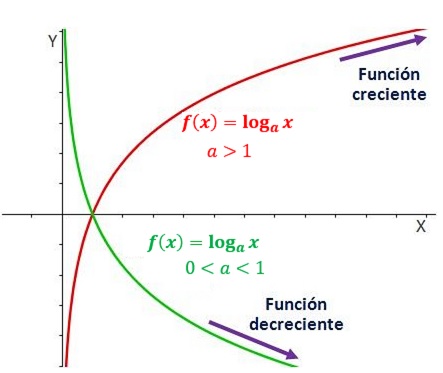 Y
Función
creciente
f(x) = logₐ x
a > 1
X
f(x) = logₐ x
0 < a < 1
Función
decreciente